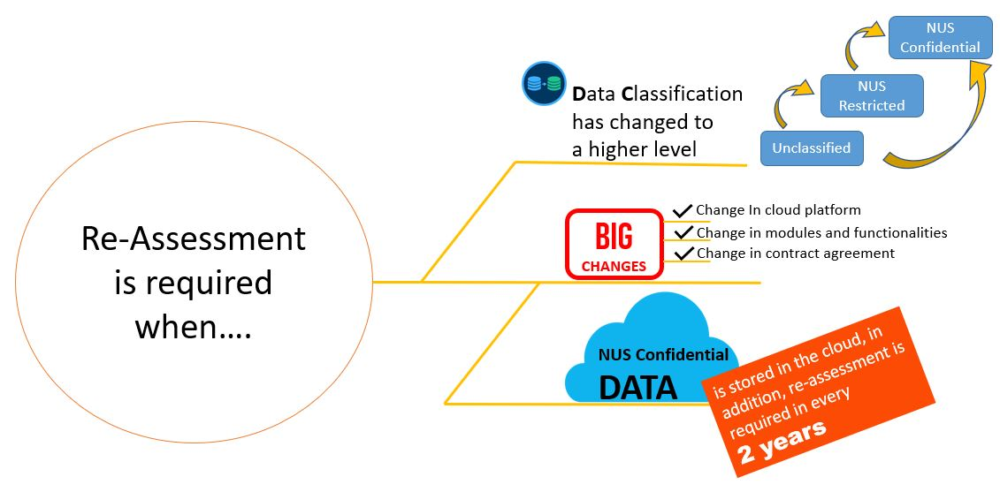 Re-Assessment
is required
when....
Data Classification
has changed to
a higher level
NUS
Confidential
NUS
Restricted
Unclassified
BIG
CHANGES
Change In cloud platform
Change in modules and functionalities
Change in contract agreement
NUS Confidential
DATA
is stored in the cloud, in
addition, re-assessment is
required in every
2 years